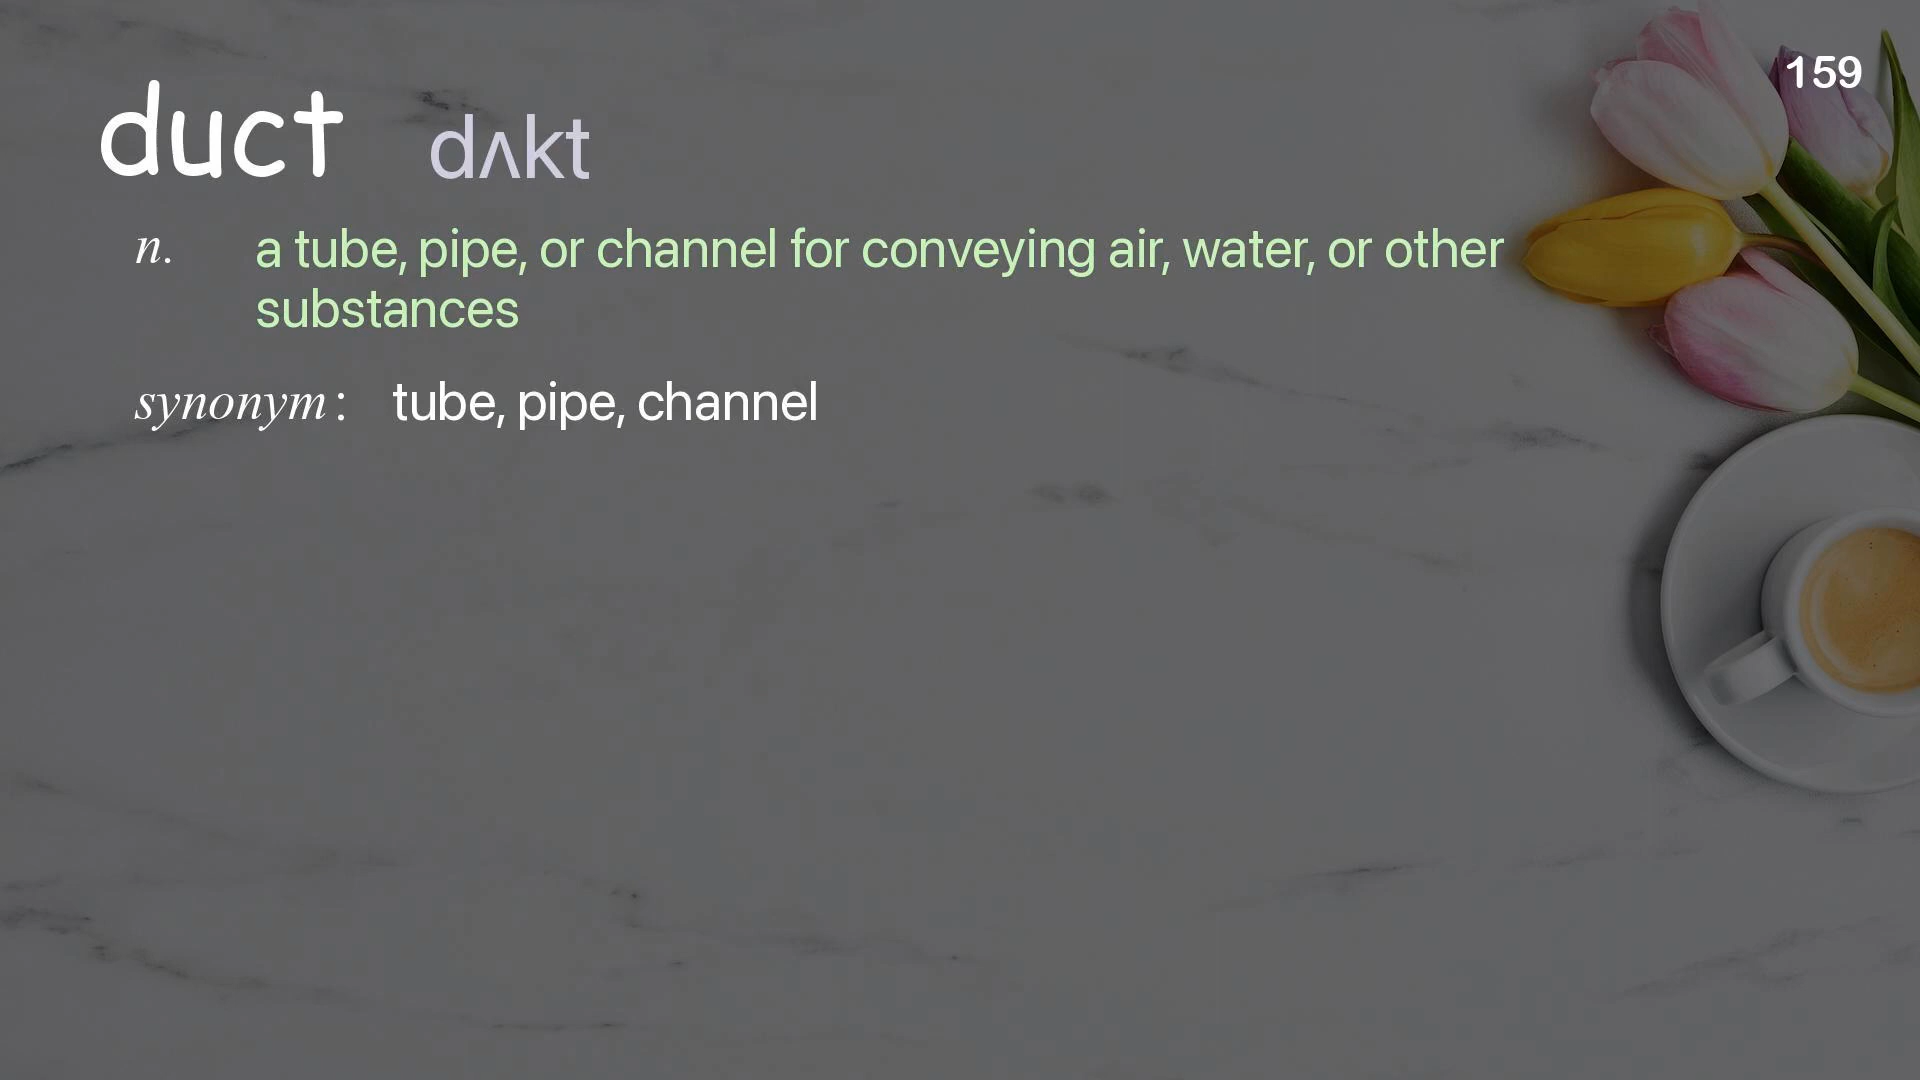 159
duct dʌkt
n. a tube, pipe, or channel for conveying air, water, or other
substances
synonym: tube, pipe, channel